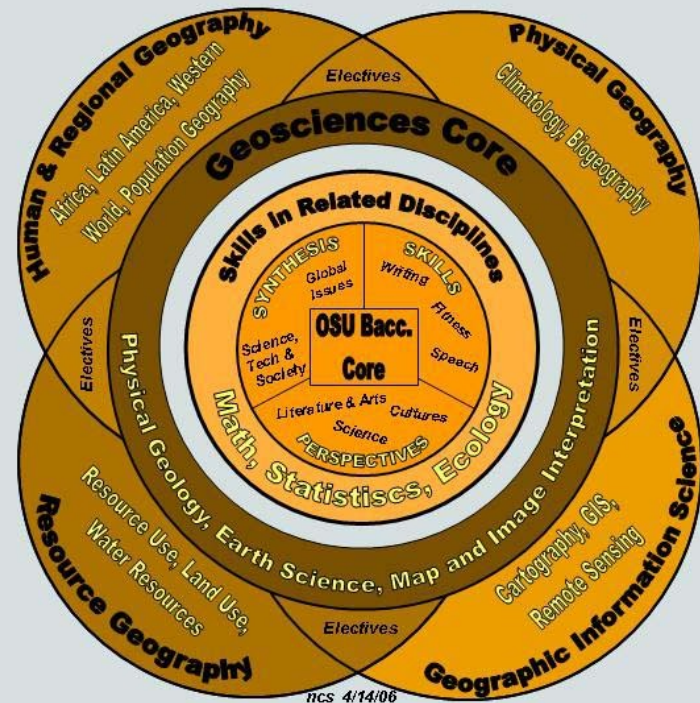 Human & Regional Geography
Africa, Latin America, Western
World, Population Geography
Electives
Physical Geography
Climatology, Biogeography
Geosciences Core
Skills in Related Disciplines
SYNTHESIS
Global
Issues
Science,
Tech &
Society
SKILLS
Writing
Fitness
Speech
OSU Bacc.
Core
Literature & Arts
Cultures
Science
PERSPECTIVES
Math, Statistiscs, Ecology
Electives
Electives
Physical Geology, Earth Science, Map and Image Interpretation
Resource Use, Land Use,
Water Resources
Resource Geography
Cartography, GIS,
Remote Sensing
Geographic Information Science
Electives
ncs 4/14/06